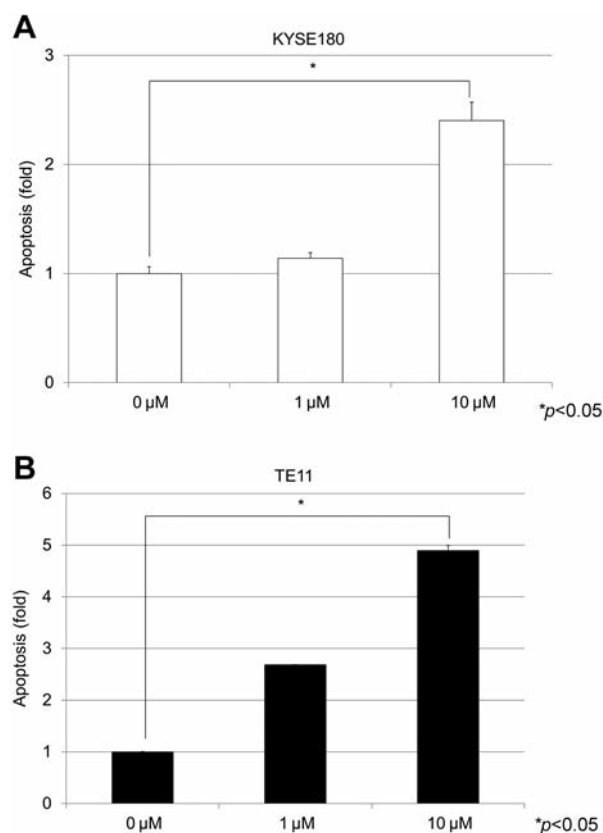 A
KYSE180
3
*
2
Apoptosis (fold)
1
0
0 µM 1 µM 10 µM
*p<0.05
B
TE11
6
*
5
4
Apoptosis (fold)
3
2
1
0
0 µM 1 µM 10 µM
*p<0.05